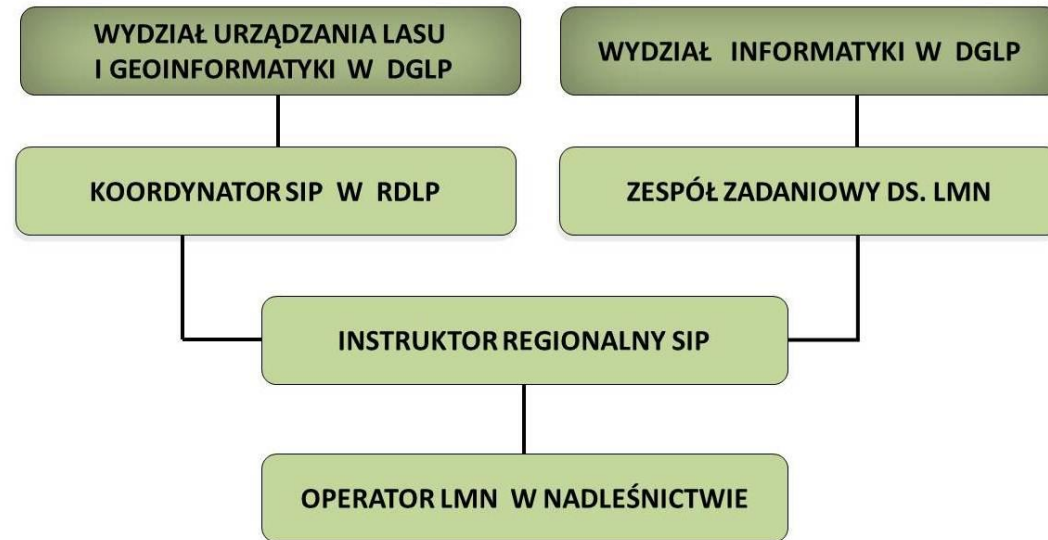 WYDZIAŁ URZĄDZANIA LASU
I GEOINFORMATYKI W DGLP
WYDZIAŁ INFORMATYKI W DGLP
KOORDYNATOR SIP W RDLP
ZESPÓŁ ZADANIOWY DS. LMN
INSTRUKTOR REGIONALNY SIP
OPERATOR LMN W NADLEŚNICTWIE